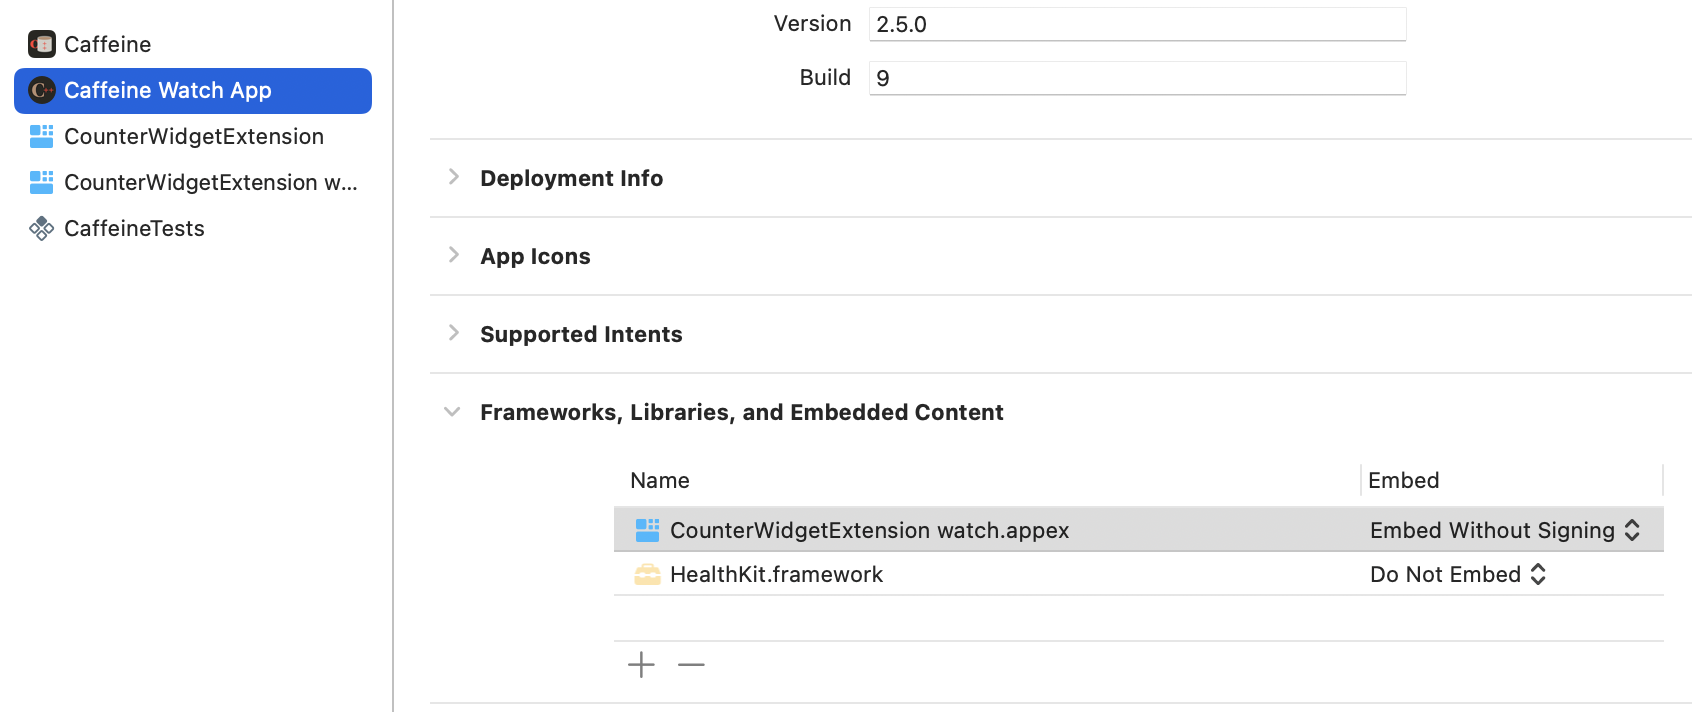 Caffeine
Caffeine Watch App
CounterWidgetExtension
CounterWidgetExtension w...
CaffeineTests
Version 2.5.0
Build 9
Deployment Info
App Icons
Supported Intents
Frameworks, Libraries, and Embedded Content
Name Embed
CounterWidgetExtension watch.appex Embed Without Signing
HealthKit.framework Do Not Embed